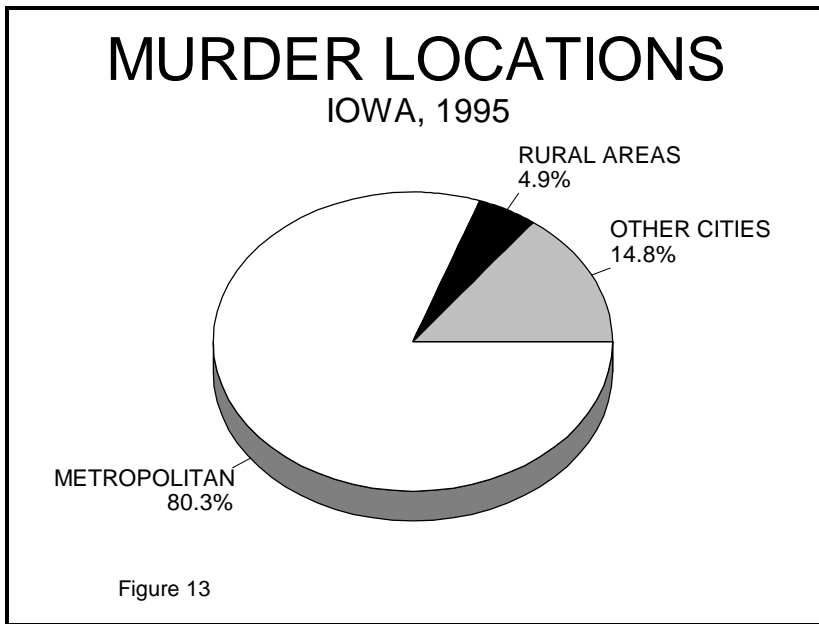 MURDER LOCATIONS
IOWA, 1995
RURAL AREAS
4.9%
OTHER CITIES
14.8%
METROPOLITAN
80.3%
Figure 13